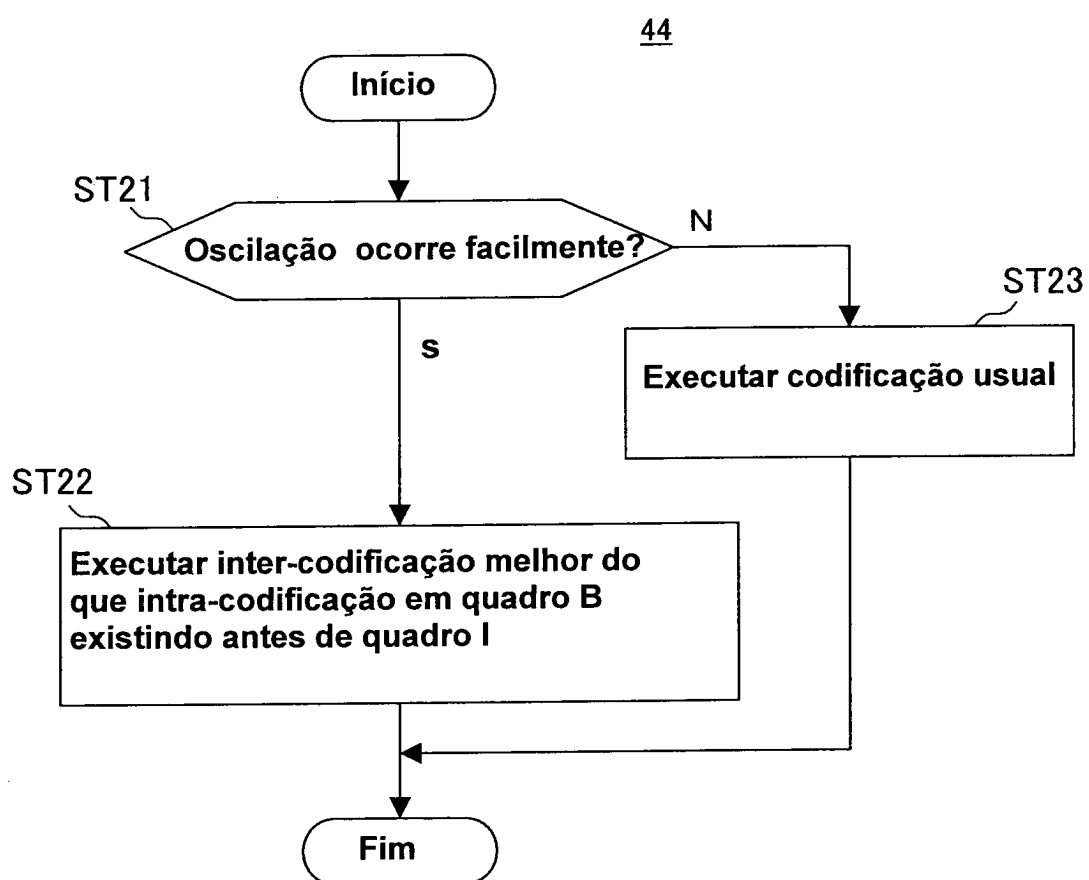 44
Início
ST21
Oscilação ocorre facilmente?
N
ST23
s
Executar codificação usual
ST22
Executar inter-codificação melhor do
que intra-codificação em quadro B
existindo antes de quadro I
Fim